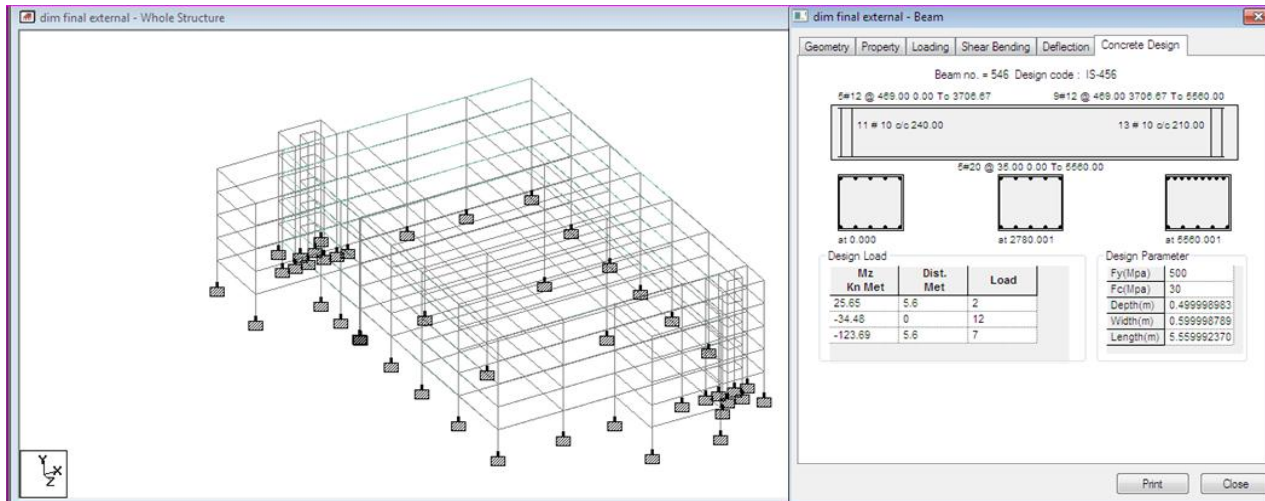 dim final external - Whole Structure
Y
X
Z
dim final external - Beam
Geometry Property Loading Shear Bending Deflection Concrete Design
Beam no. = 546 Design code : IS-456
5#12 @ 469.00 0.00 To 3706.67 9#12 @ 469.00 3706.67 To 5560.00
11 # 10 c/c 240.00 13 # 10 c/c 210.00
5#20 @ 35.00 0.00 To 5560.00
at 0.000 at 2780.001 at 5560.001
Design Load
Mz Dist. Load
Kn Met Met
25.65 5.6 2
-34.48 0 12
-123.69 5.6 7
Design Parameter
Fy(Mpa) 500
Fc(Mpa) 30
Depth(m) 0.499998983
Width(m) 0.599998789
Length(m) 5.559992370
Print Close